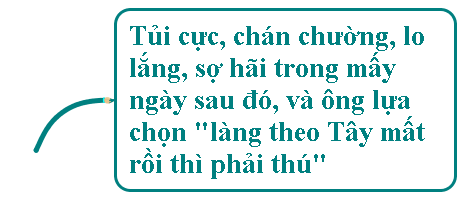 Tủi cực, chán chường, lo
lắng, sợ hãi trong mấy
ngày sau đó, và ông lựa
chọn "làng theo Tây mất
rồi thì phải thú"